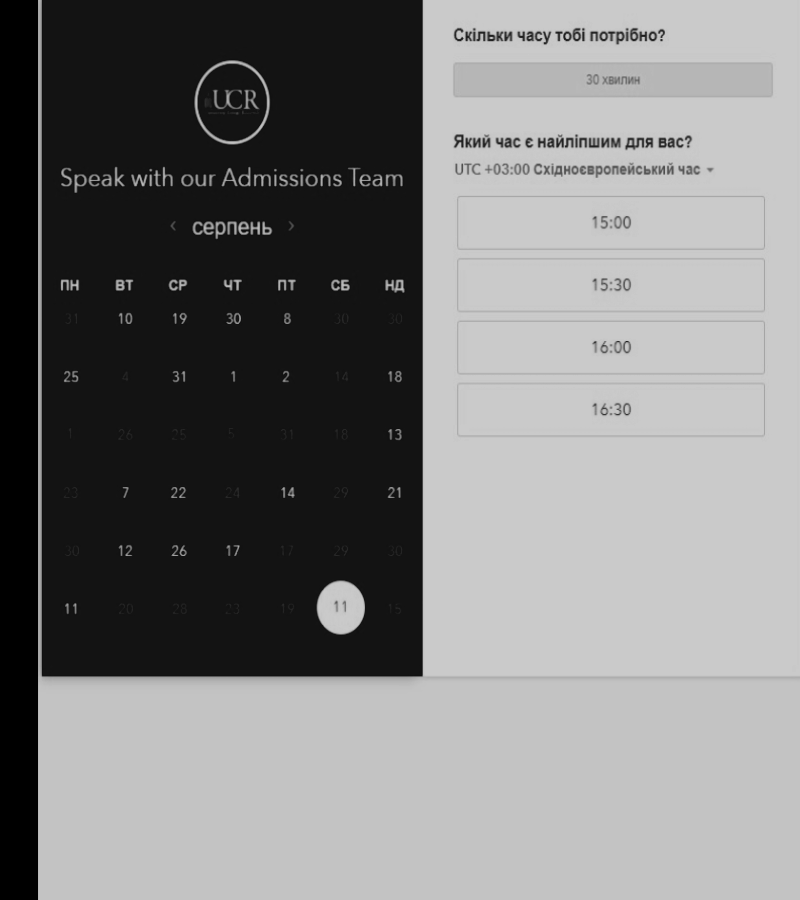 UCR
Speak with our Admissions Team
серпень
ПН ВТ СР ЧТ ПТ СБ НД
31 10 19 30 8 30 30
25 4 31 1 2 14 18
1 26 25 5 31 18 13
23 7 22 24 14 29 21
30 12 26 17 17 29 30
11 20 28 23 19 11 15
Скільки часу тобі потрібно?
30 хвилин
Який час є найліпшим для вас?
UTC +03:00 Східноєвропейський час
15:00
15:30
16:00
16:30